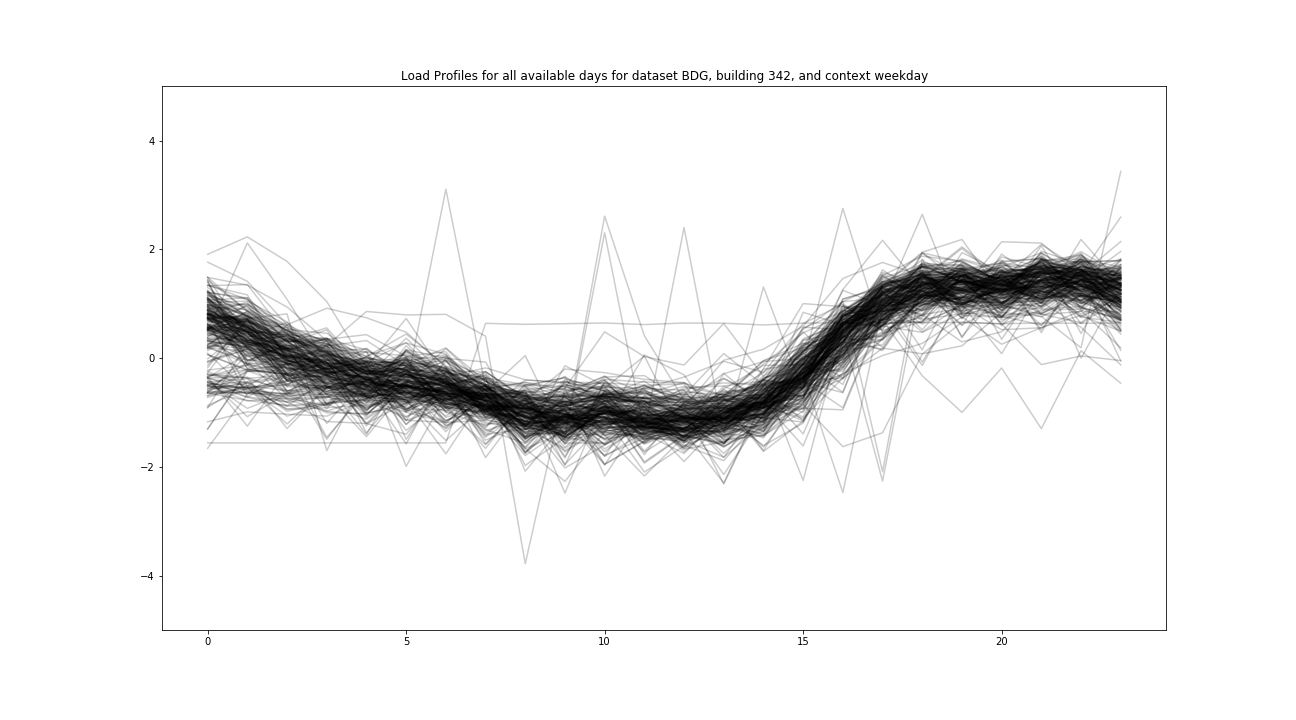 Load Profiles for all available days for dataset BDG, building 342, and context weekday
4
2
0
−2
−4
0 5 10 15 20